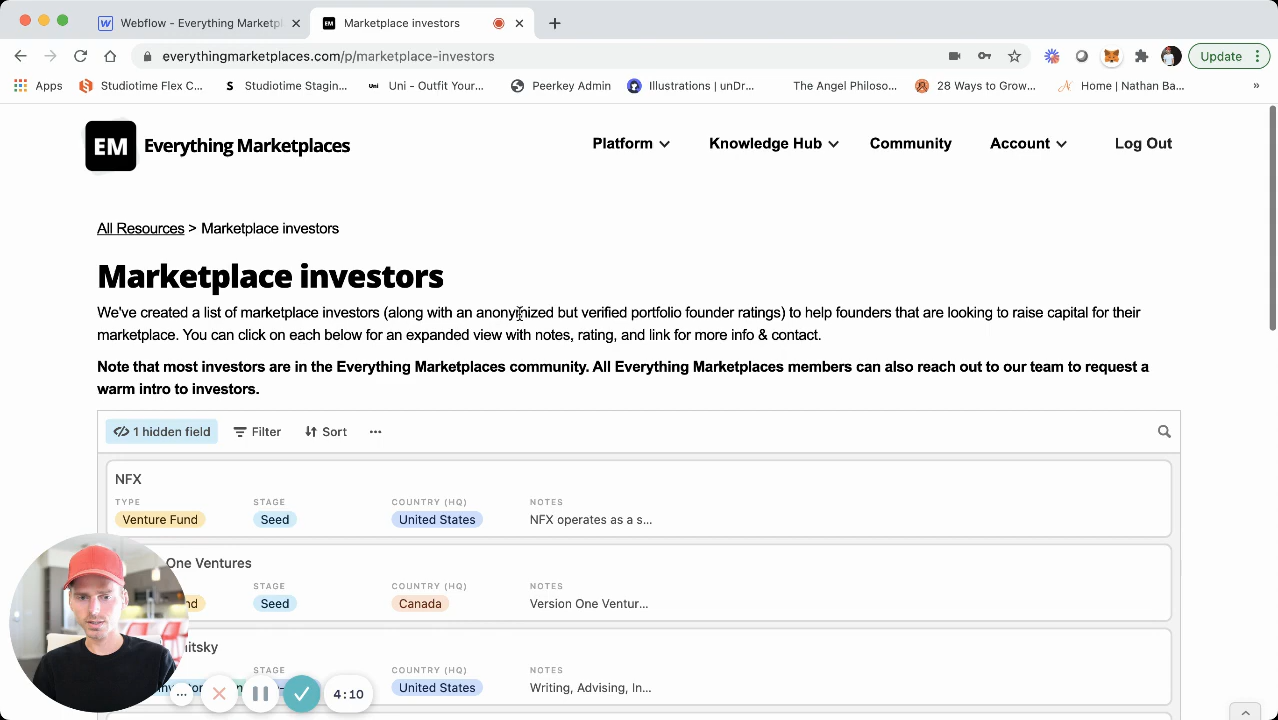 Webflow - Everything Marketpl
Marketplace investors
everythingmarketplaces.com/p/marketplace-investors
Update
Apps
Studiotime Flex C...
Studiotime Stagin...
Uni - Outfit Your...
Peerkey Admin
Illustrations | unDr...
The Angel Philoso...
28 Ways to Grow...
Home | Nathan Ba...
EM
Everything Marketplaces
Platform
Knowledge Hub
Community
Account
Log Out
All Resources > Marketplace investors
Marketplace investors
We've created a list of marketplace investors (along with an anonymized but verified portfolio founder ratings) to help founders that are looking to raise capital for their
marketplace. You can click on each below for an expanded view with notes, rating, and link for more info & contact.
Note that most investors are in the Everything Marketplaces community. All Everything Marketplaces members can also reach out to our team to request a
warm intro to investors.
1 hidden field
Filter
Sort
NFX
TYPE STAGE COUNTRY (HQ) NOTES
Venture Fund Seed United States NFX operates as a s...
One Ventures
STAGE COUNTRY (HQ) NOTES
Seed Canada Version One Ventur...
STAGE COUNTRY (HQ) NOTES
United States Writing, Advising, In...
4:10